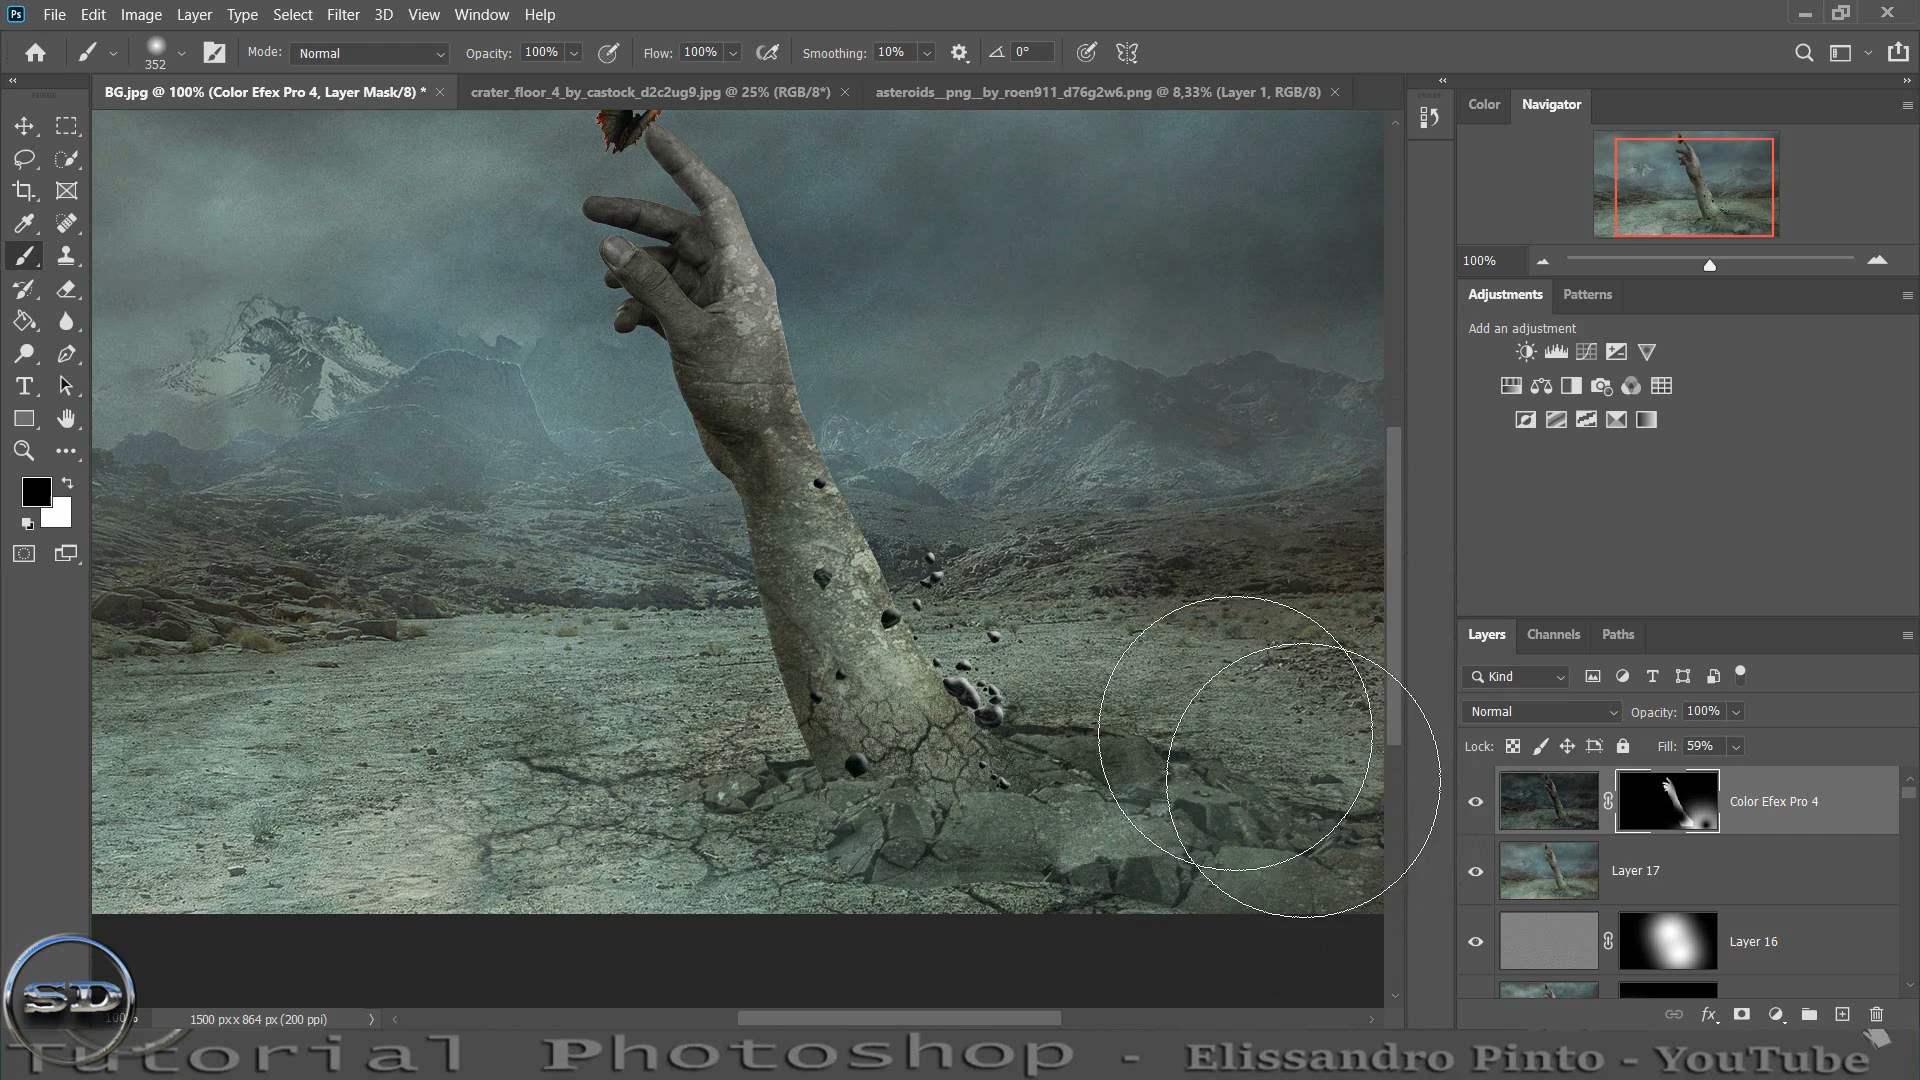 Ps File Edit Image Layer Type Select Filter 3D View Window Help
352 Mode: Normal Opacity: 100% Flow: 100% Smoothing: 10% 0°
BG.jpg @ 100% (Color Efex Pro 4, Layer Mask/8) * crater_floor_4_by_castock_d2c2ug9.jpg @ 25% (RGB/8*) asteroids__png__by_roen911_d76g2w6.png @ 8,33% (Layer 1, RGB/8)
Color Navigator
100%
Adjustments Patterns
Add an adjustment
Layers Channels Paths
Kind
Normal Opacity: 100%
Lock: Fill: 59%
Color Efex Pro 4
Layer 17
Layer 16
fx
SD
100% 1500 px x 864 px (200 ppi)
Tutorial Photoshop - Elissandro Pinto - YouTube